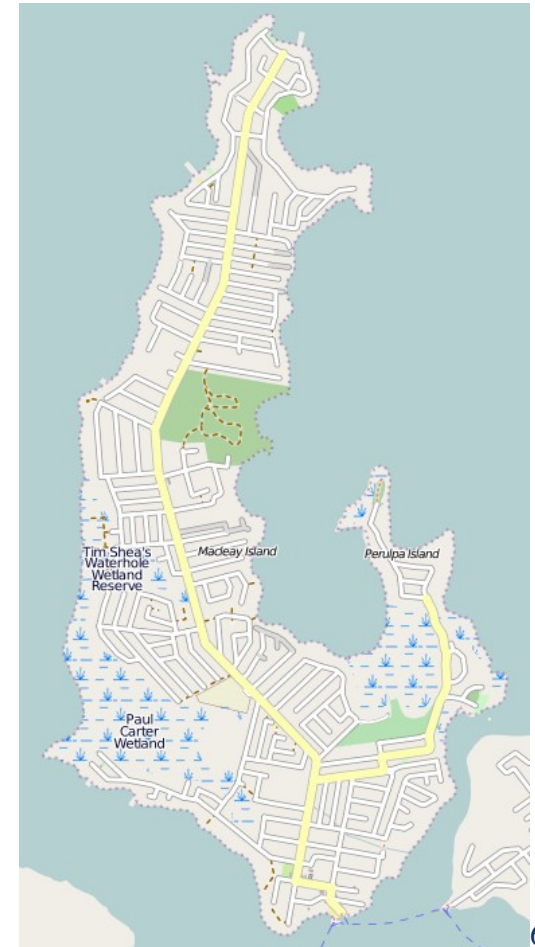 Macleay Island
Perulpa Island
Tim Shea's
Waterhole
Wetland
Reserve
Paul
Carter
Wetland